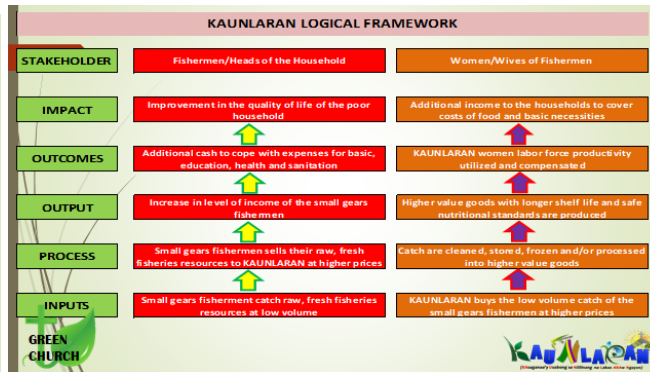 KAUNLARAN LOGICAL FRAMEWORK
STAKEHOLDER
Fishermen/Heads of the Household
Women/Wives of Fishermen
IMPACT
Improvement in the quality of life of the poor
household
Additional income to the households to cover
costs of food and basic necessities
OUTCOMES
Additional cash to cope with expenses for basic,
education, health and sanitation
KAUNLARAN women labor force productivity
utilized and compensated
OUTPUT
Increase in level of income of the small gears
fishermen
Higher value goods with longer shelf life and safe
nutritional standards are produced
PROCESS
Small gears fishermen sells their raw, fresh
fisheries resources to KAUNLARAN at higher prices
Catch are cleaned, stored, frozen and/or processed
into higher value goods
INPUTS
Small gears fisherment catch raw, fresh fisheries
resources at low volume
KAUNLARAN buys the low volume catch of the
small gears fishermen at higher prices
GREEN
CHURCH
KAUNLARAN